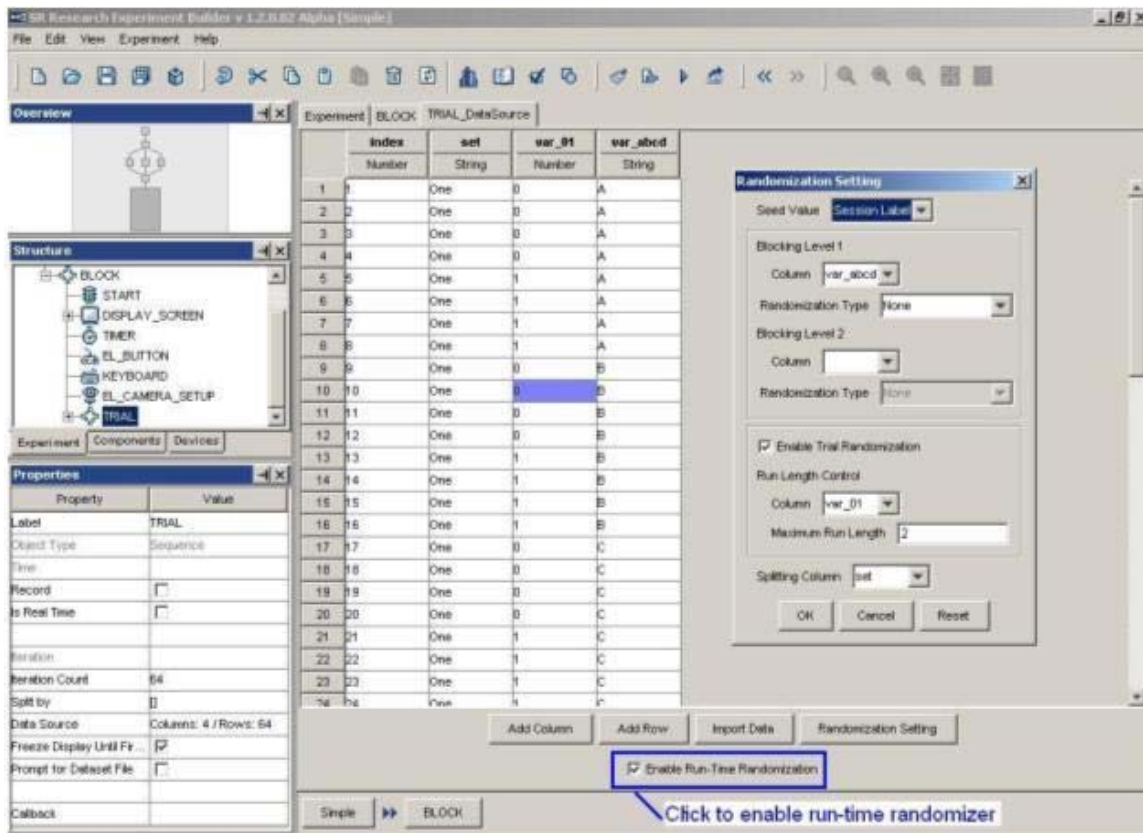 SR Research Experiment Builder v 1.2.0.02 Alpha [Simple]
File Edit View Experiment Help
Overview
Structure
BLOCK
START
DISPLAY_SCREEN
TIMER
EL_BUTTON
KEYBOARD
EL_CAMERA_SETUP
TRIAL
Experiment Components Devices
Properties
Property Value
Label TRIAL
Object Type Sequence
Time
Record
Is Real Time
Iteration
Iteration Count 64
Split by []
Data Source Columns: 4 / Rows: 64
Freeze Display Until Fir...
Prompt for Dataset File
Callback
Experiment BLOCK TRIAL_DataSource
index set var_01 var_abcd
Number String Number String
1 1 One 0 A
2 2 One 0 A
3 3 One 0 A
4 4 One 0 A
5 5 One 1 A
6 6 One 1 A
7 7 One 1 A
8 8 One 1 A
9 9 One 0 B
10 10 One 0 B
11 11 One 0 B
12 12 One 0 B
13 13 One 1 B
14 14 One 1 B
15 15 One 1 B
16 16 One 1 B
17 17 One 0 C
18 18 One 0 C
19 19 One 0 C
20 20 One 0 C
21 21 One 1 C
22 22 One 1 C
23 23 One 1 C
24 24 One 1 C
Randomization Setting
Seed Value Session Label
Blocking Level 1
Column var_abcd
Randomization Type None
Blocking Level 2
Column
Randomization Type None
Enable Trial Randomization
Run Length Control
Column var_01
Maximum Run Length 2
Splitting Column set
OK Cancel Reset
Add Column Add Row Import Data Randomization Setting
Enable Run-Time Randomization
Simple BLOCK
Click to enable run-time randomizer